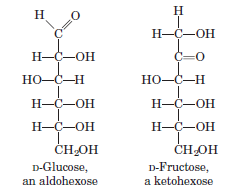 H O H
C H–C–OH
H–C–OH C=O
HO–C–H HO–C–H
H–C–OH H–C–OH
H–C–OH H–C–OH
CH₂OH CH₂OH
D-Glucose, D-Fructose,
an aldohexose a ketohexose